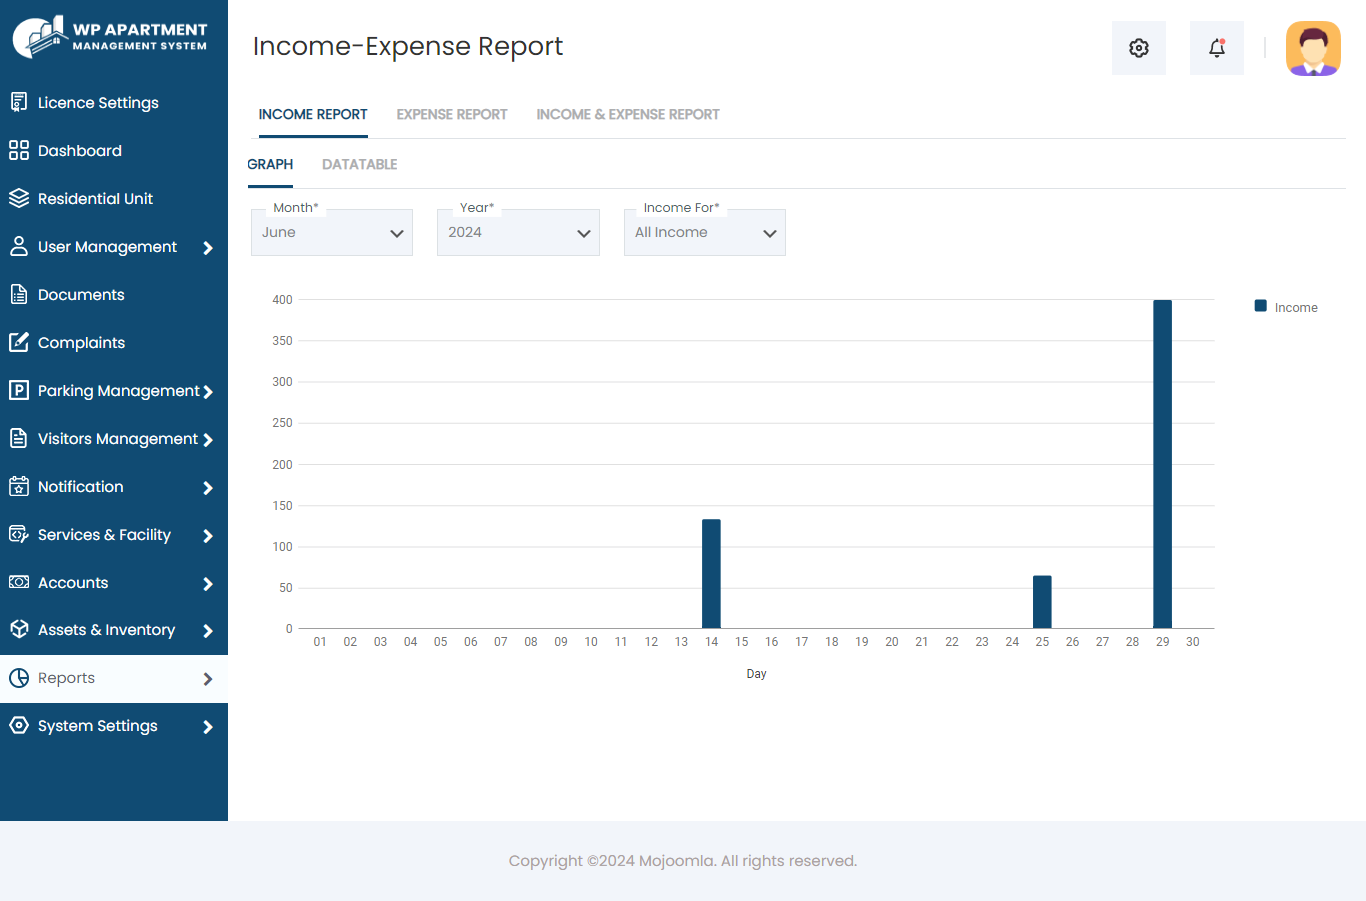 WP APARTMENT
MANAGEMENT SYSTEM
Licence Settings
Dashboard
Residential Unit
User Management
Documents
Complaints
Parking Management
Visitors Management
Notification
Services & Facility
Accounts
Assets & Inventory
Reports
System Settings
Income-Expense Report
INCOME REPORT EXPENSE REPORT INCOME & EXPENSE REPORT
GRAPH DATATABLE
Month* Year* Income For*
June 2024 All Income
400
350
300
250
200
150
100
50
0
01 02 03 04 05 06 07 08 09 10 11 12 13 14 15 16 17 18 19 20 21 22 23 24 25 26 27 28 29 30
Day
Income
Copyright ©2024 Mojoomla. All rights reserved.